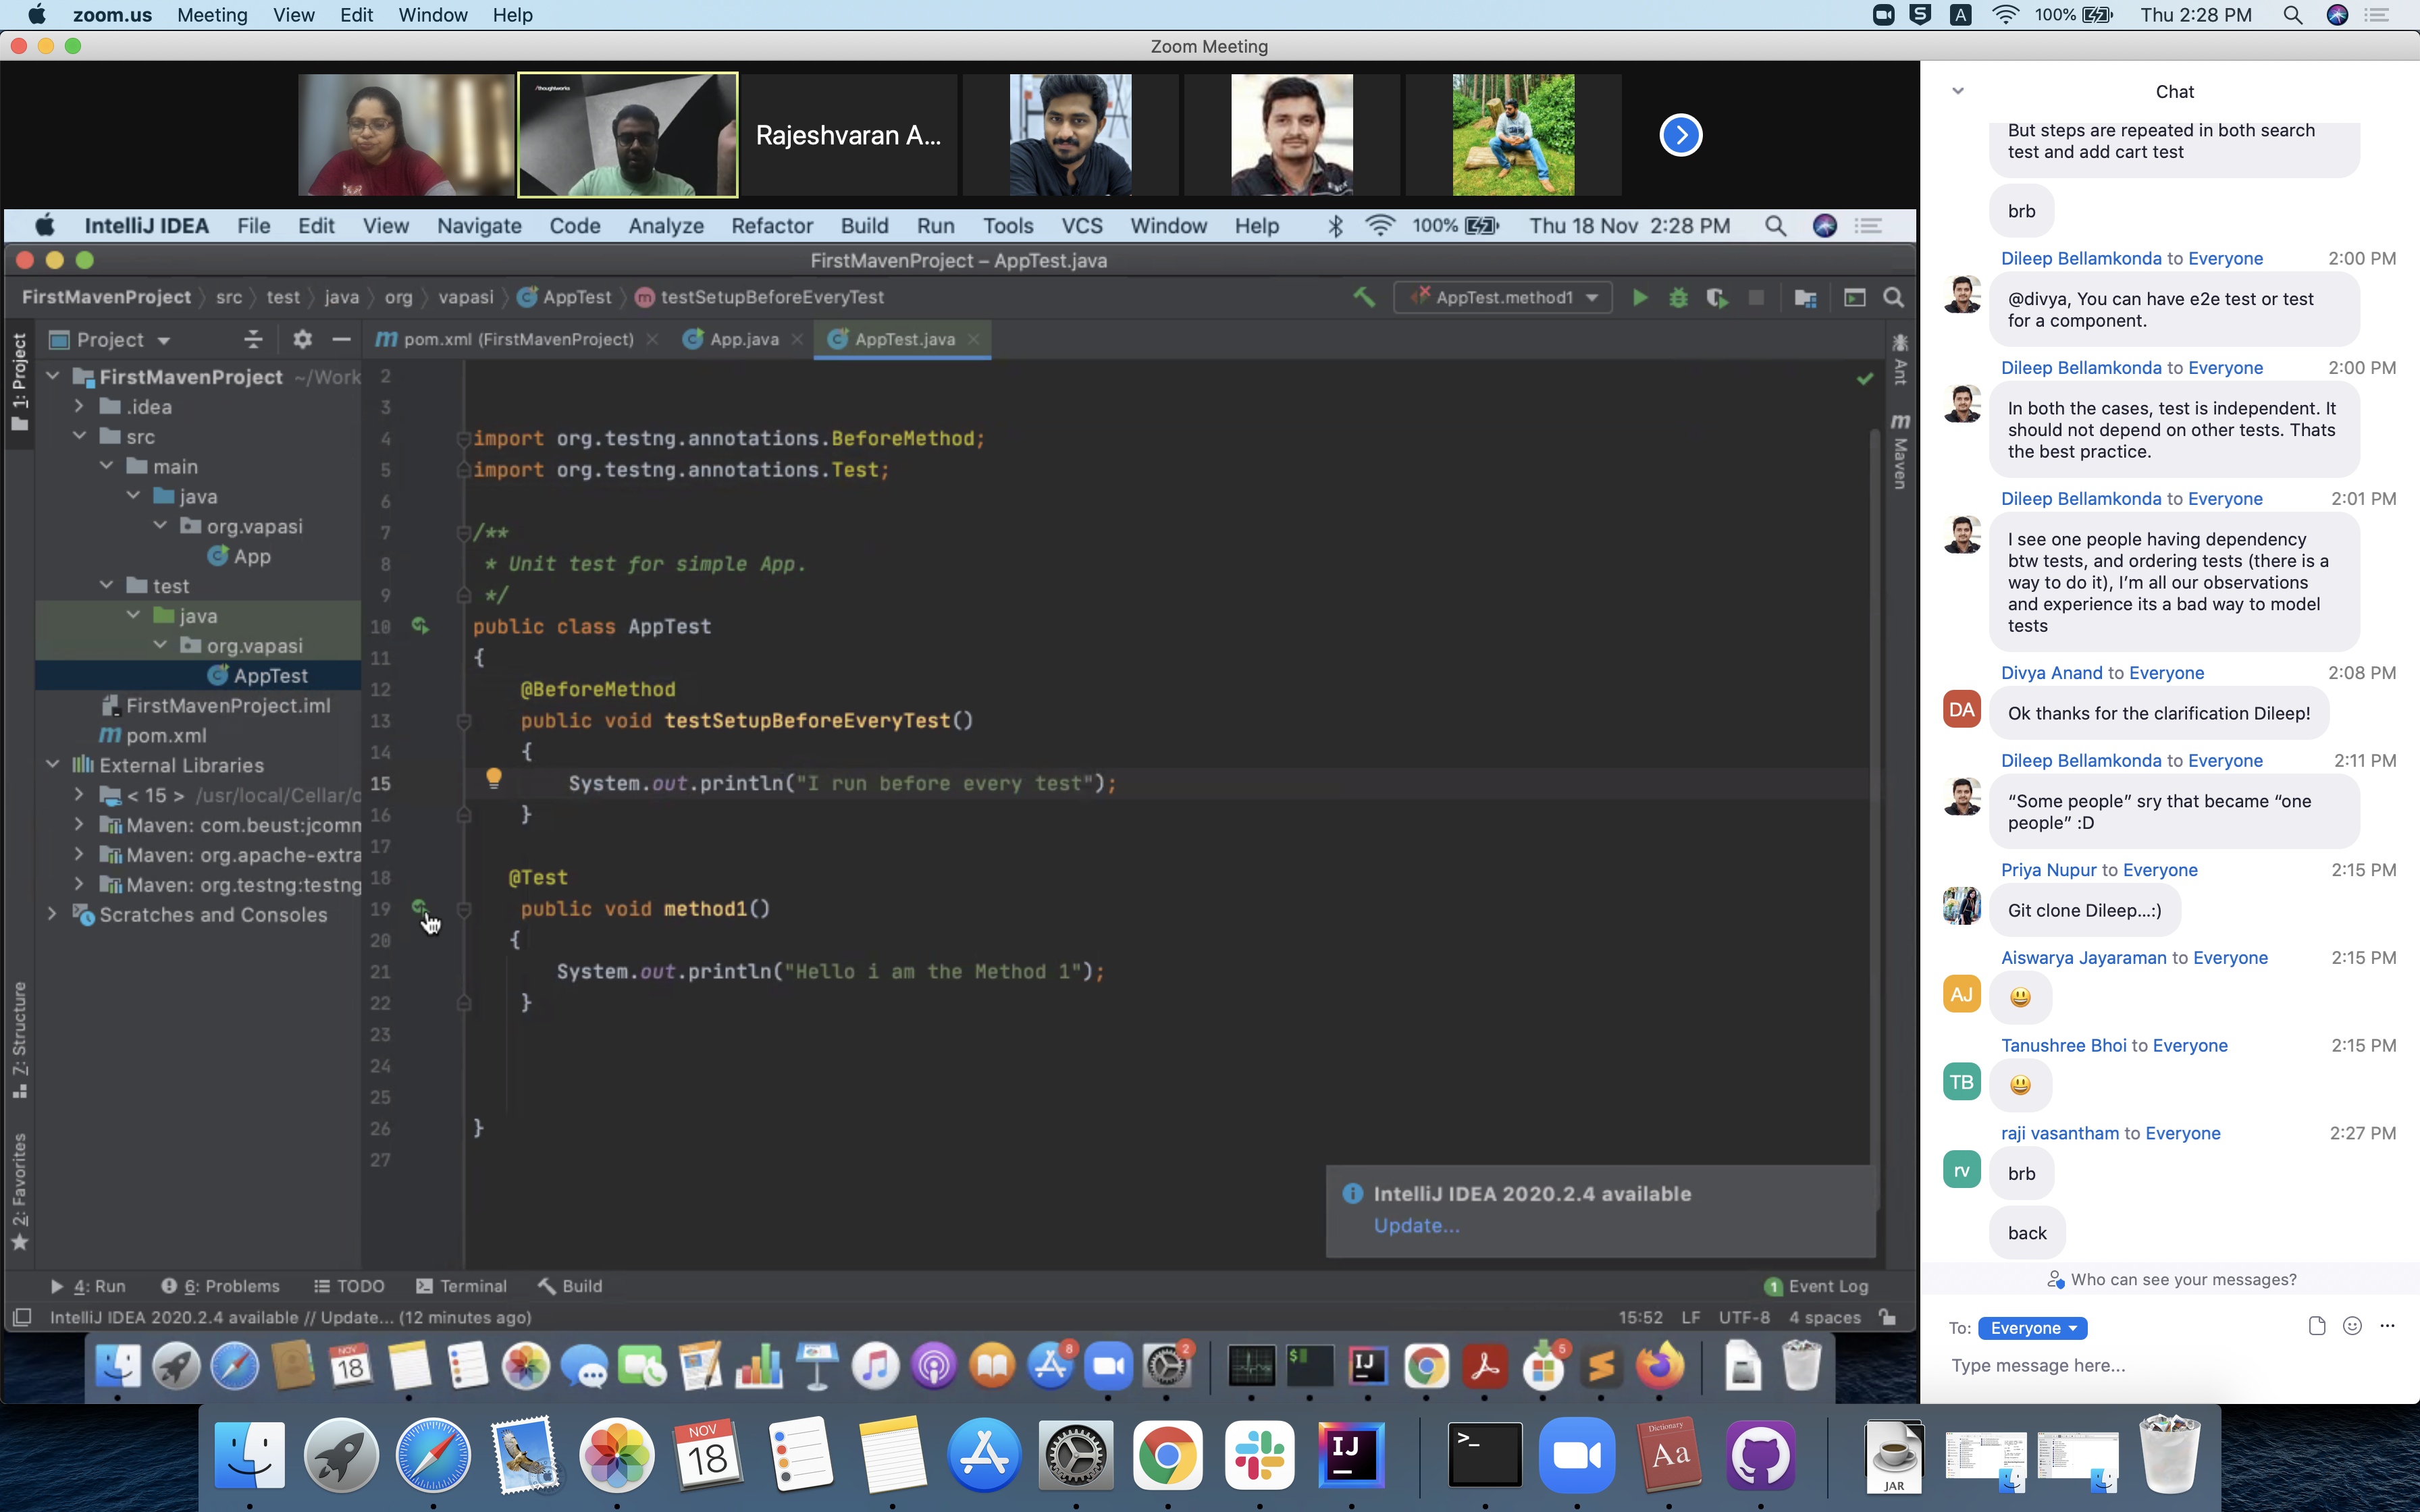 zoom.us Meeting View Edit Window Help
100% Thu 2:28 PM
Zoom Meeting
/thoughtworks
Rajeshvaran A...
IntelliJ IDEA File Edit View Navigate Code Analyze Refactor Build Run Tools VCS Window Help 100% Thu 18 Nov 2:28 PM
FirstMavenProject – AppTest.java
FirstMavenProject src test java org vapasi AppTest testSetupBeforeEveryTest AppTest.method1
1: Project
Project
FirstMavenProject ~/Work
.idea
src
main
java
org.vapasi
App
test
java
org.vapasi
AppTest
FirstMavenProject.iml
pom.xml
External Libraries
< 15 > /usr/local/Cellar/o
Maven: com.beust:jcomm
Maven: org.apache-extra
Maven: org.testng:testng
Scratches and Consoles
Z: Structure
2: Favorites
pom.xml (FirstMavenProject) App.java AppTest.java
2
3
4 import org.testng.annotations.BeforeMethod;
5 import org.testng.annotations.Test;
6
7 /**
8 * Unit test for simple App.
9 */
10 public class AppTest
11 {
12 @BeforeMethod
13 public void testSetupBeforeEveryTest()
14 {
15 System.out.println("I run before every test");
16 }
17
18 @Test
19 public void method1()
20 {
21 System.out.println("Hello i am the Method 1");
22 }
23
24
25
26 }
27
Ant
Maven
IntelliJ IDEA 2020.2.4 available
Update...
4: Run 6: Problems TODO Terminal Build 1 Event Log
IntelliJ IDEA 2020.2.4 available // Update... (12 minutes ago) 15:52 LF UTF-8 4 spaces
NOV
18
8
2
IJ
5
Chat
But steps are repeated in both search
test and add cart test
brb
Dileep Bellamkonda to Everyone 2:00 PM
@divya, You can have e2e test or test
for a component.
Dileep Bellamkonda to Everyone 2:00 PM
In both the cases, test is independent. It
should not depend on other tests. Thats
the best practice.
Dileep Bellamkonda to Everyone 2:01 PM
I see one people having dependency
btw tests, and ordering tests (there is a
way to do it), I'm all our observations
and experience its a bad way to model
tests
Divya Anand to Everyone 2:08 PM
DA
Ok thanks for the clarification Dileep!
Dileep Bellamkonda to Everyone 2:11 PM
“Some people” sry that became “one
people” :D
Priya Nupur to Everyone 2:15 PM
Git clone Dileep...:)
Aiswarya Jayaraman to Everyone 2:15 PM
AJ
😃
Tanushree Bhoi to Everyone 2:15 PM
TB
😃
raji vasantham to Everyone 2:27 PM
rv
brb
back
Who can see your messages?
To: Everyone
Type message here...
NOV
18
IJ
Dictionary
Aa
JAR